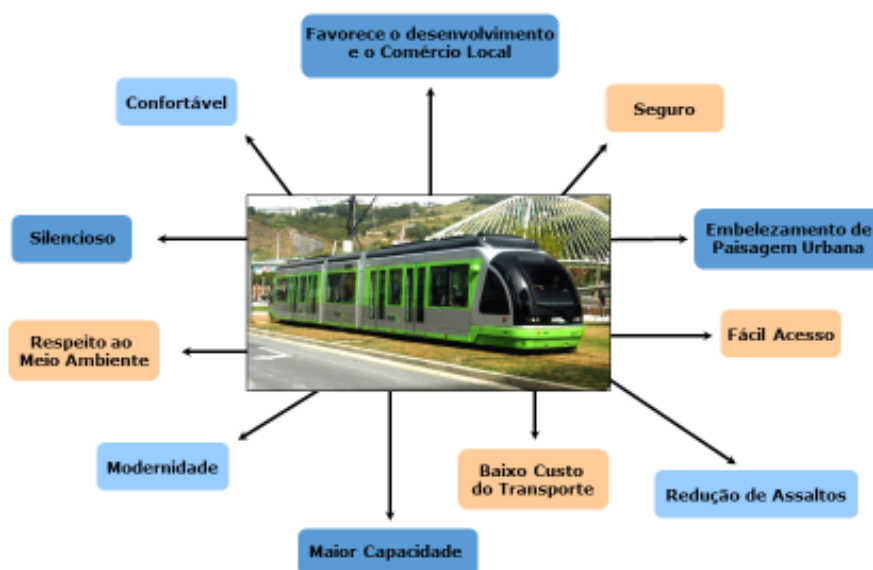 Favorece o desenvolvimento
e o Comércio Local
Confortável
Seguro
Silencioso
Embelezamento de
Paisagem Urbana
Respeito ao
Meio Ambiente
Fácil Acesso
Modernidade
Baixo Custo
do Transporte
Redução de Assaltos
Maior Capacidade